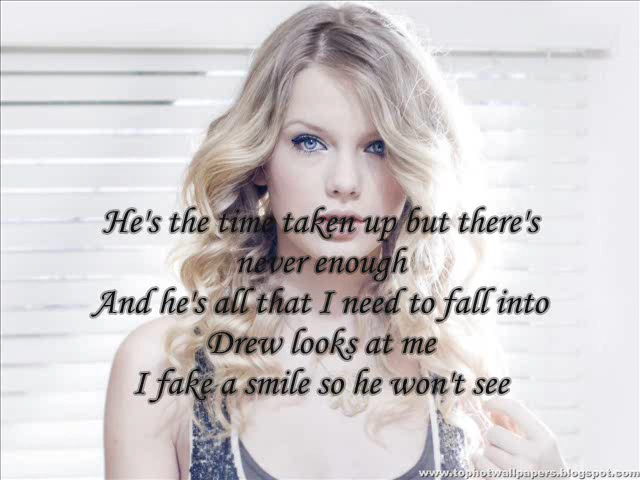 He's the time taken up but there's
never enough
And he's all that I need to fall into
Drew looks at me
I fake a smile so he won't see
www.tophotwallpapers.blogspot.com